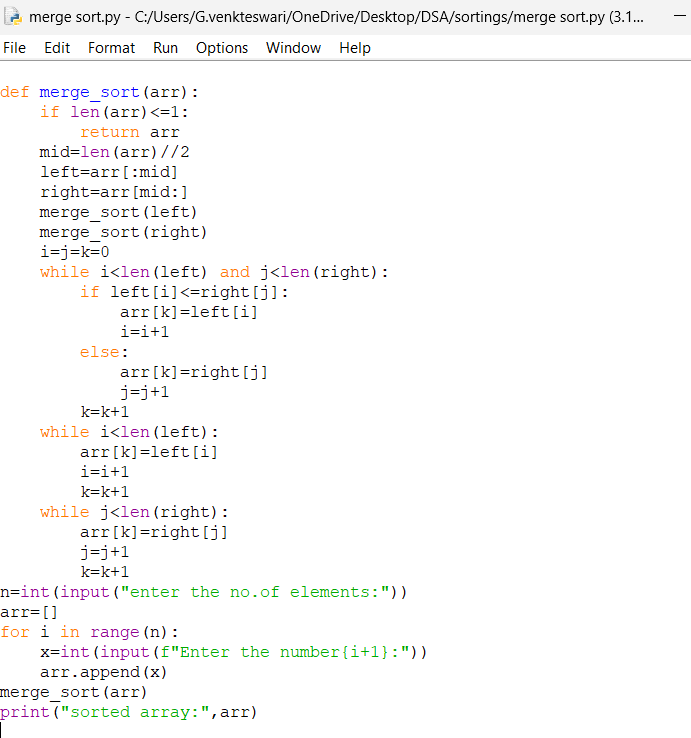 merge sort.py - C:/Users/G.venkteswari/OneDrive/Desktop/DSA/sortings/merge sort.py (3.1...
File Edit Format Run Options Window Help
def merge_sort(arr):
    if len(arr)<=1:
        return arr
    mid=len(arr)//2
    left=arr[:mid]
    right=arr[mid:]
    merge_sort(left)
    merge_sort(right)
    i=j=k=0
    while i<len(left) and j<len(right):
        if left[i]<=right[j]:
            arr[k]=left[i]
            i=i+1
        else:
            arr[k]=right[j]
            j=j+1
        k=k+1
    while i<len(left):
        arr[k]=left[i]
        i=i+1
        k=k+1
    while j<len(right):
        arr[k]=right[j]
        j=j+1
        k=k+1
n=int(input("enter the no.of elements:"))
arr=[]
for i in range(n):
    x=int(input(f"Enter the number{i+1}:"))
    arr.append(x)
merge_sort(arr)
print("sorted array:",arr)